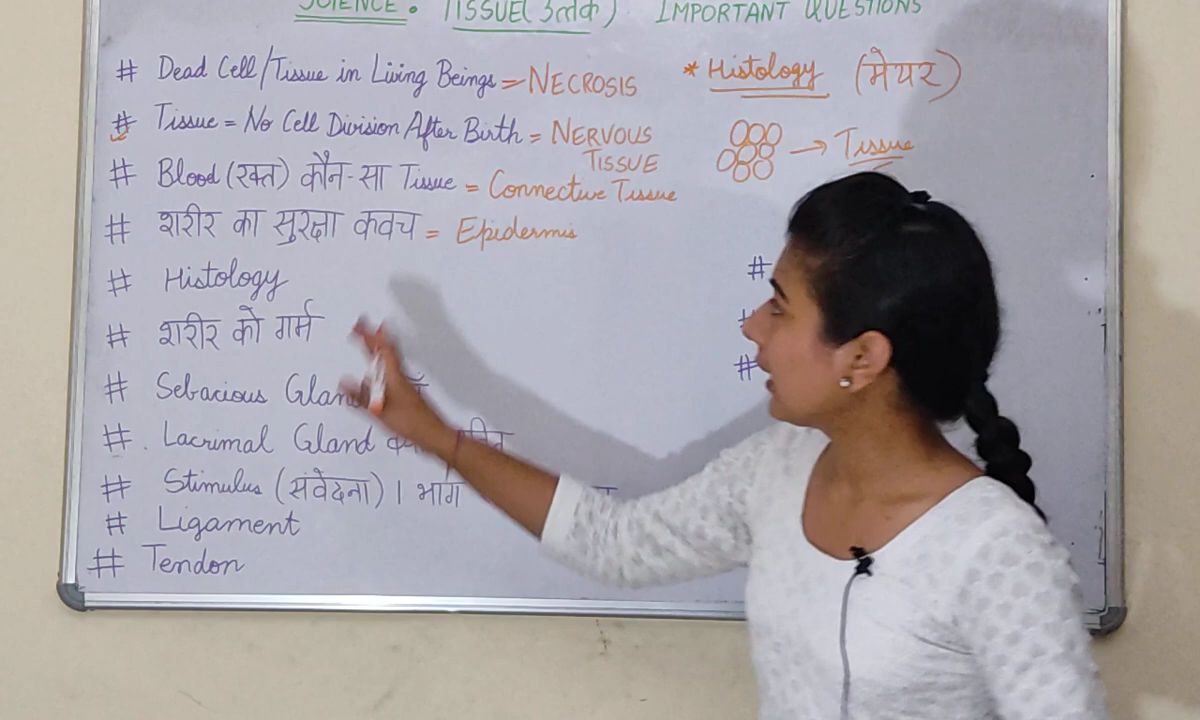 SCIENCE. TISSUE(ऊतक) IMPORTANT QUESTIONS
# Dead Cell/Tissue in Living Beings = NECROSIS
# Tissue = No Cell Division After Birth = NERVOUS TISSUE
# Blood (रक्त) कौन-सा Tissue = Connective Tissue
# शरीर का सुरक्षा कवच = Epidermis
# Histology
# शरीर को गर्म
# Sebacious Gland
# Lacrimal Gland
# Stimulus (संवेदना) । भाग
# Ligament
# Tendon
* Histology (मेयर)
→ Tissue
#
#
#